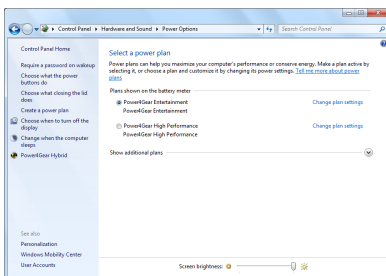 Control Panel ▸ Hardware and Sound ▸ Power Options
Search Control Panel
Control Panel Home
Require a password on wakeup
Choose what the power
buttons do
Choose what closing the lid
does
Create a power plan
Choose when to turn off the
display
Change when the computer
sleeps
Power4Gear Hybrid
See also
Personalization
Windows Mobility Center
User Accounts
Select a power plan
Power plans can help you maximize your computer's performance or conserve energy. Make a plan active by
selecting it, or choose a plan and customize it by changing its power settings. Tell me more about power
plans
Plans shown on the battery meter
Power4Gear Entertainment Change plan settings
Power4Gear Entertainment
Power4Gear High Performance Change plan settings
Power4Gear High Performance
Show additional plans
Screen brightness: